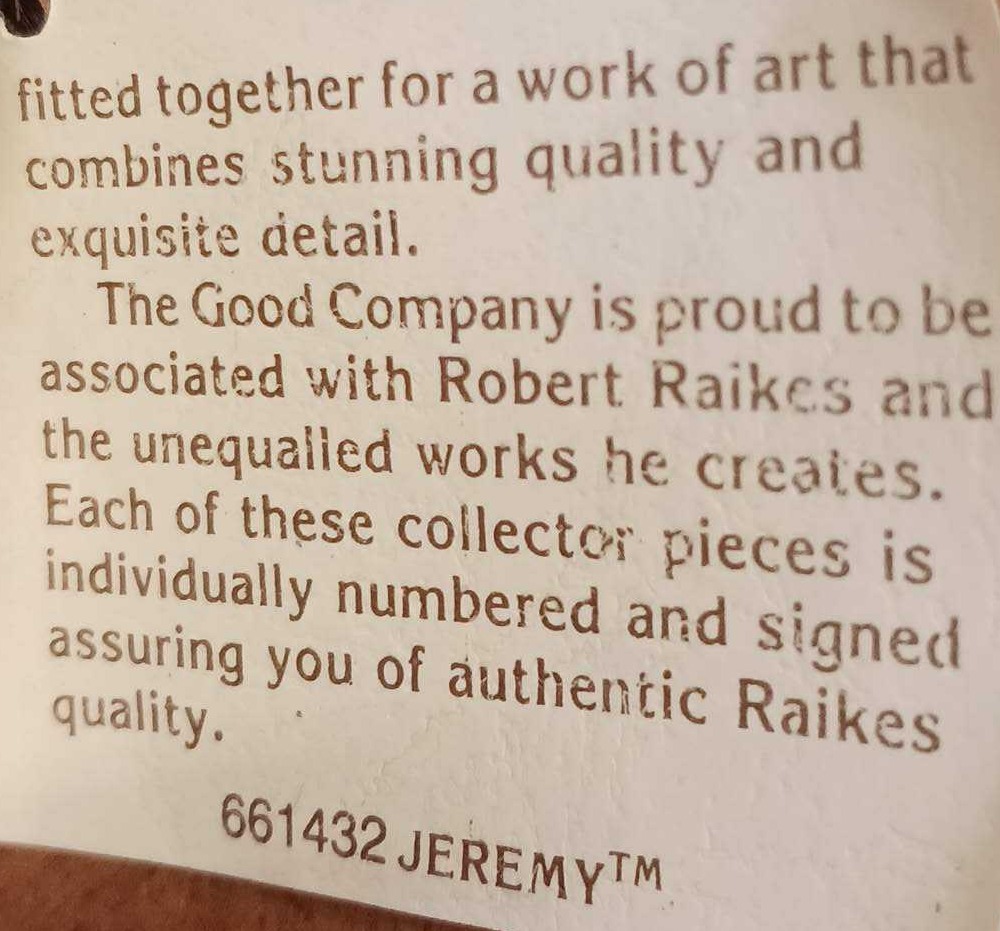 fitted together for a work of art that
combines stunning quality and
exquisite detail.
The Good Company is proud to be
associated with Robert Raikes and
the unequalled works he creates.
Each of these collector pieces is
individually numbered and signed
assuring you of authentic Raikes
quality.
661432 JEREMY™